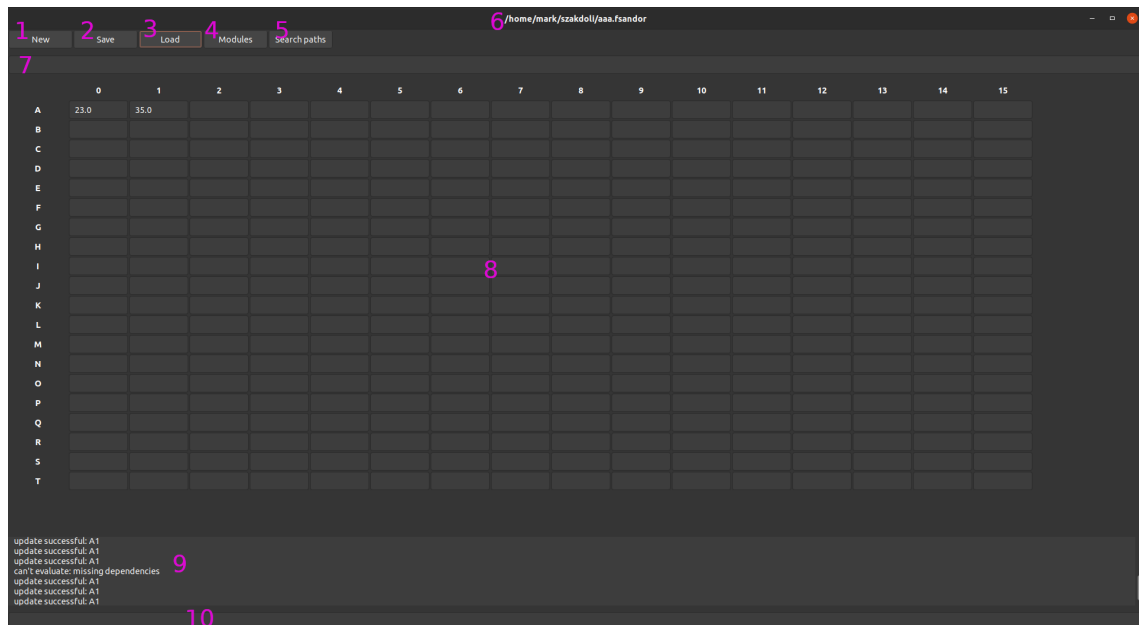 6 /home/mark/szakdoli/aaa.fsandor
1 New 2 Save 3 Load 4 Modules 5 Search paths
7
0 1 2 3 4 5 6 7 8 9 10 11 12 13 14 15
A 23.0 35.0
B
C
D
E
F
G
H
I 8
J
K
L
M
N
O
P
Q
R
S
T
update successful: A1
update successful: A1
update successful: A1
can't evaluate: missing dependencies
9
update successful: A1
update successful: A1
update successful: A1
10